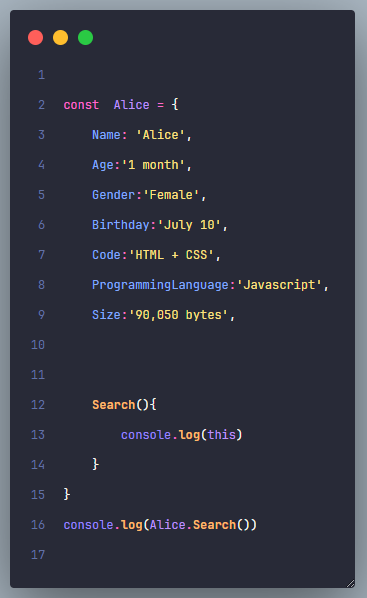 1
2 const  Alice = {
3     Name: 'Alice',
4     Age:'1 month',
5     Gender:'Female',
6     Birthday:'July 10',
7     Code:'HTML + CSS',
8     ProgrammingLanguage:'Javascript',
9     Size:'90,050 bytes',
10
11
12     Search(){
13         console.log(this)
14     }
15 }
16 console.log(Alice.Search())
17